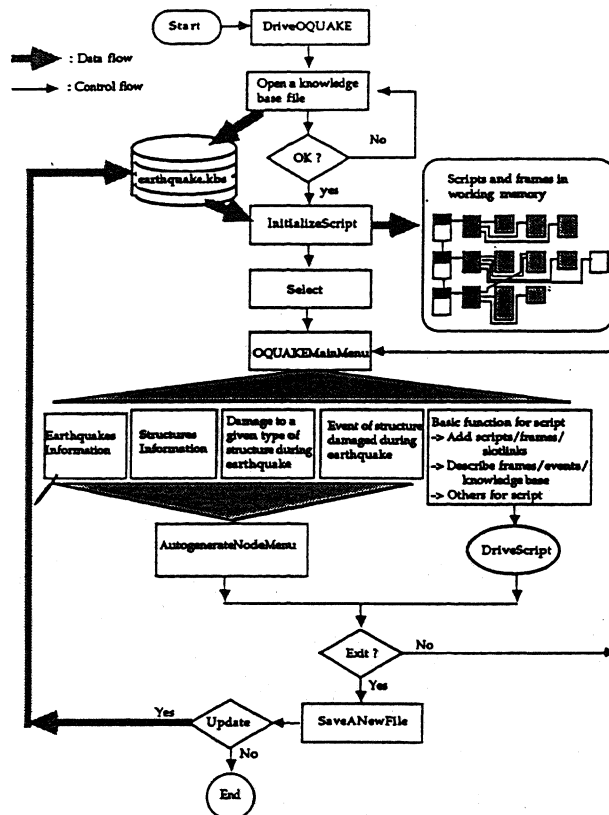 Start
DriveOQUAKE
: Data flow
: Control flow
Open a knowledge
base file
No
OK ?
yes
earthquake.kbs
InitializeScript
Scripts and frames in
working memory
Select
OQUAKEMainMenu
Earthquakes
Information
Structures
Information
Damage to a
given type of
structure during
earthquake
Event of structure
damaged during
earthquake
Basic function for script
-> Add scripts/frames/
slotlinks
-> Describe frames/events/
knowledge base
-> Others for script
AutogenerateNodeMenu
DriveScript
Exit ?
No
Yes
SaveANewFile
Update
Yes
No
End